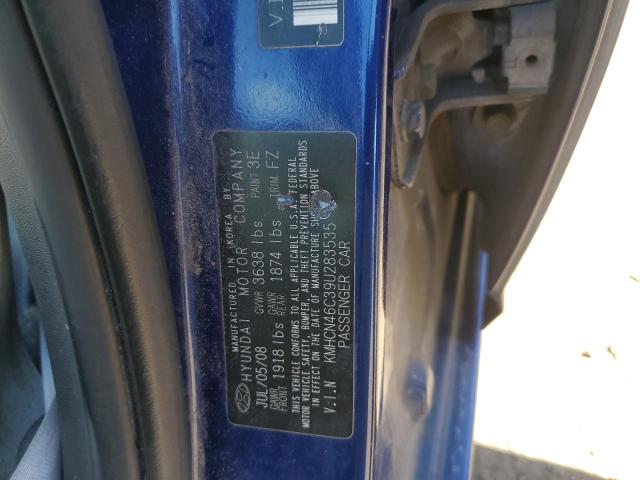 V.I.N
MANUFACTURED IN KOREA BY
HYUNDAI MOTOR COMPANY
JUL/05/08 GVWR 3638 lbs PAINT 3E
GAWR FRONT 1918 lbs GAWR REAR 1874 lbs TRIM FZ
THIS VEHICLE CONFORMS TO ALL APPLICABLE U.S.A. FEDERAL
MOTOR VEHICLE SAFETY, BUMPER, AND THEFT PREVENTION STANDARDS
IN EFFECT ON THE DATE OF MANUFACTURE SHOWN ABOVE
V.I.N KMHCN46C39U283535
PASSENGER CAR